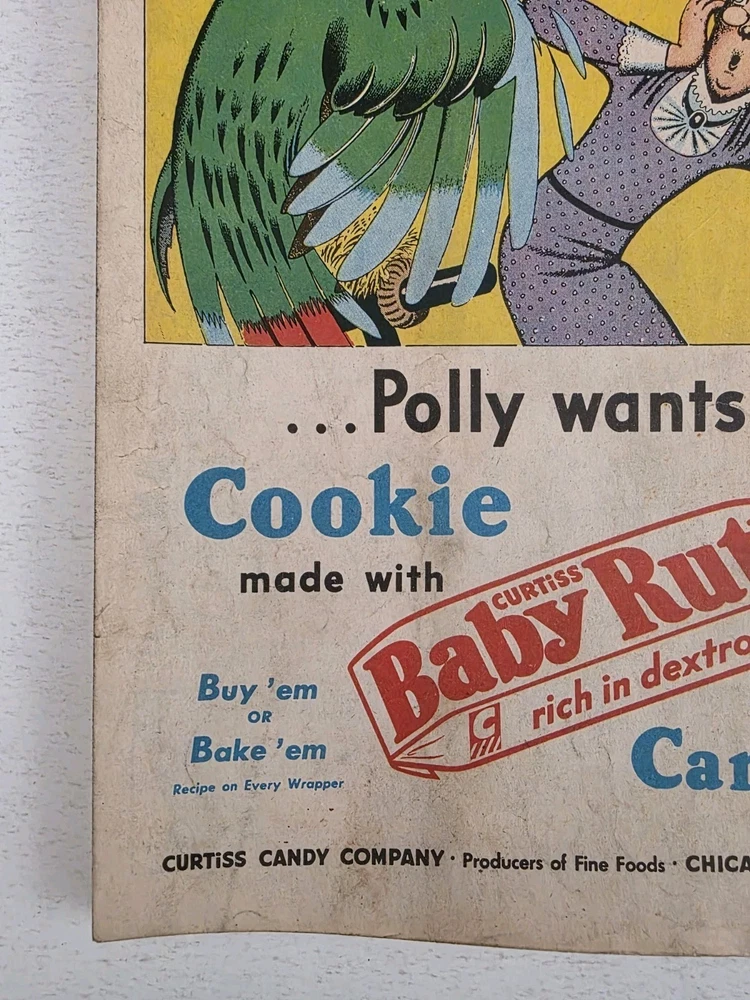 ...Polly wants
Cookie
made with
CURTiSS
Baby Rut
rich in dextro
C
Buy 'em
OR
Bake 'em
Recipe on Every Wrapper
Can
CURTiSS CANDY COMPANY · Producers of Fine Foods · CHICA